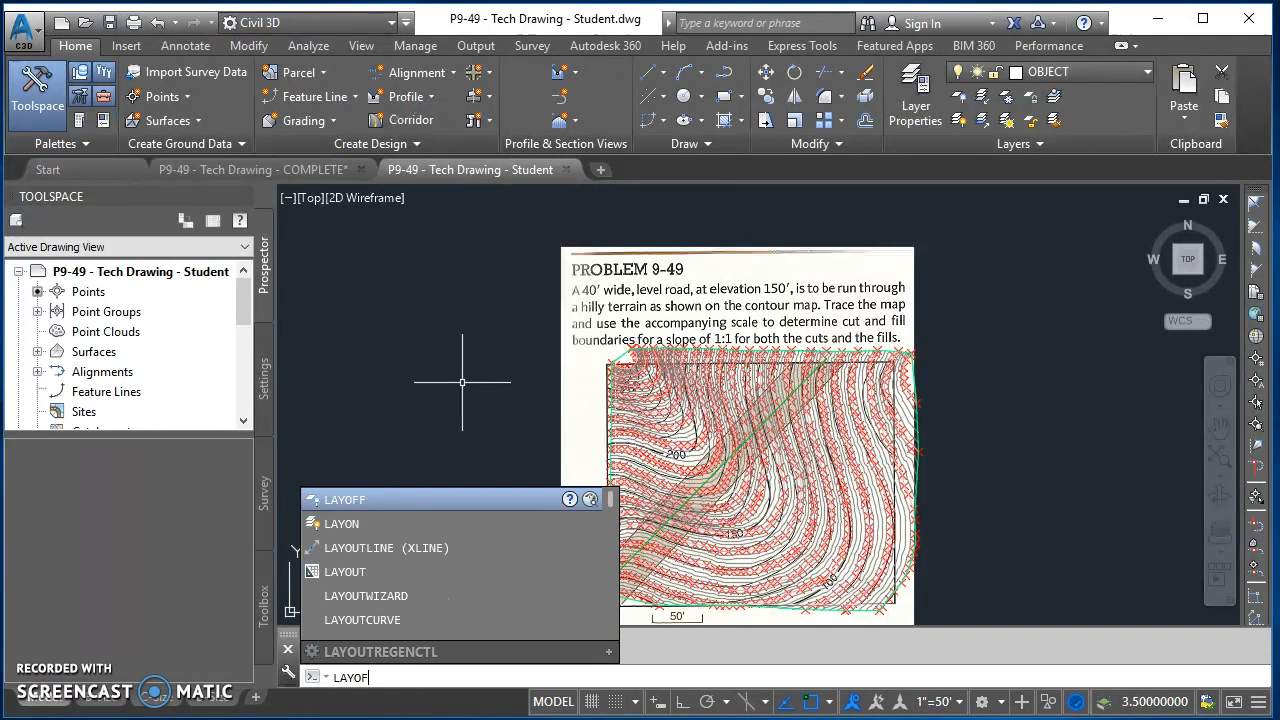 C3D
Civil 3D
P9-49 - Tech Drawing - Student.dwg
Type a keyword or phrase
Sign In
Home Insert Annotate Modify Analyze View Manage Output Survey Autodesk 360 Help Add-ins Express Tools Featured Apps BIM 360 Performance
Toolspace
Import Survey Data
Points
Surfaces
Parcel
Feature Line
Grading
Alignment
Profile
Corridor
Layer
Properties
OBJECT
Paste
Palettes Create Ground Data Create Design Profile & Section Views Draw Modify Layers Clipboard
Start P9-49 - Tech Drawing - COMPLETE* P9-49 - Tech Drawing - Student
TOOLSPACE
Active Drawing View
P9-49 - Tech Drawing - Student
Points
Point Groups
Point Clouds
Surfaces
Alignments
Feature Lines
Sites
Prospector
Settings
Survey
Toolbox
[−][Top][2D Wireframe]
N
W TOP E
S
WCS
PROBLEM 9-49
A 40' wide, level road, at elevation 150', is to be run through
a hilly terrain as shown on the contour map. Trace the map
and use the accompanying scale to determine cut and fill
boundaries for a slope of 1:1 for both the cuts and the fills.
200
150
100
50'
Y
LAYOFF
LAYON
LAYOUTLINE (XLINE)
LAYOUT
LAYOUTWIZARD
LAYOUTCURVE
LAYOUTREGENCTL
LAYOF
RECORDED WITH
SCREENCAST MATIC
MODEL 1"=50' 3.50000000